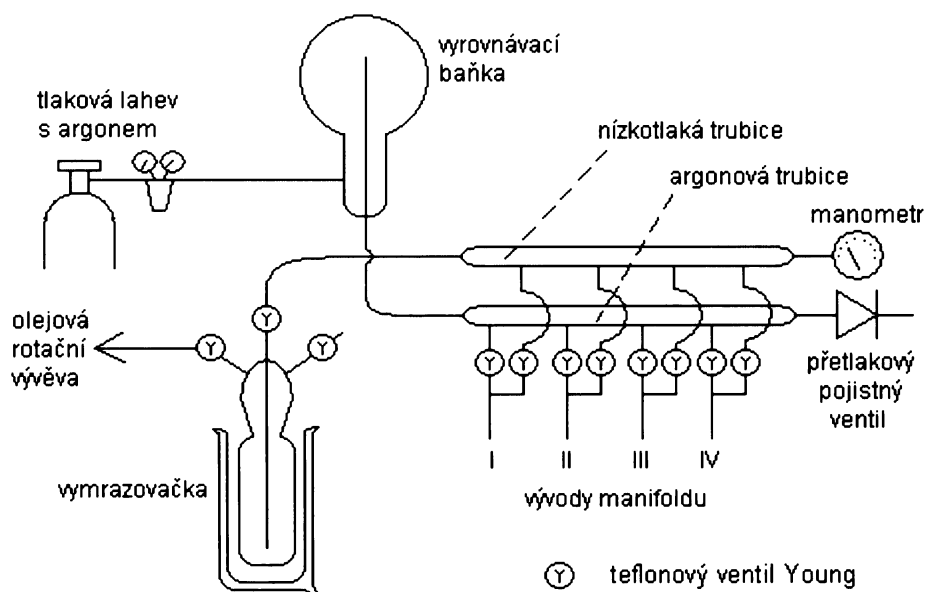 vyrovnávací
baňka
tlaková lahev
s argonem
nízkotlaká trubice
argonová trubice
manometr
olejová
rotační
vývěva
Y
Y Y
Y Y Y Y Y Y Y Y
přetlakový
pojistný
ventil
I II III IV
vymrazovačka
vývody manifoldu
Y teflonový ventil Young